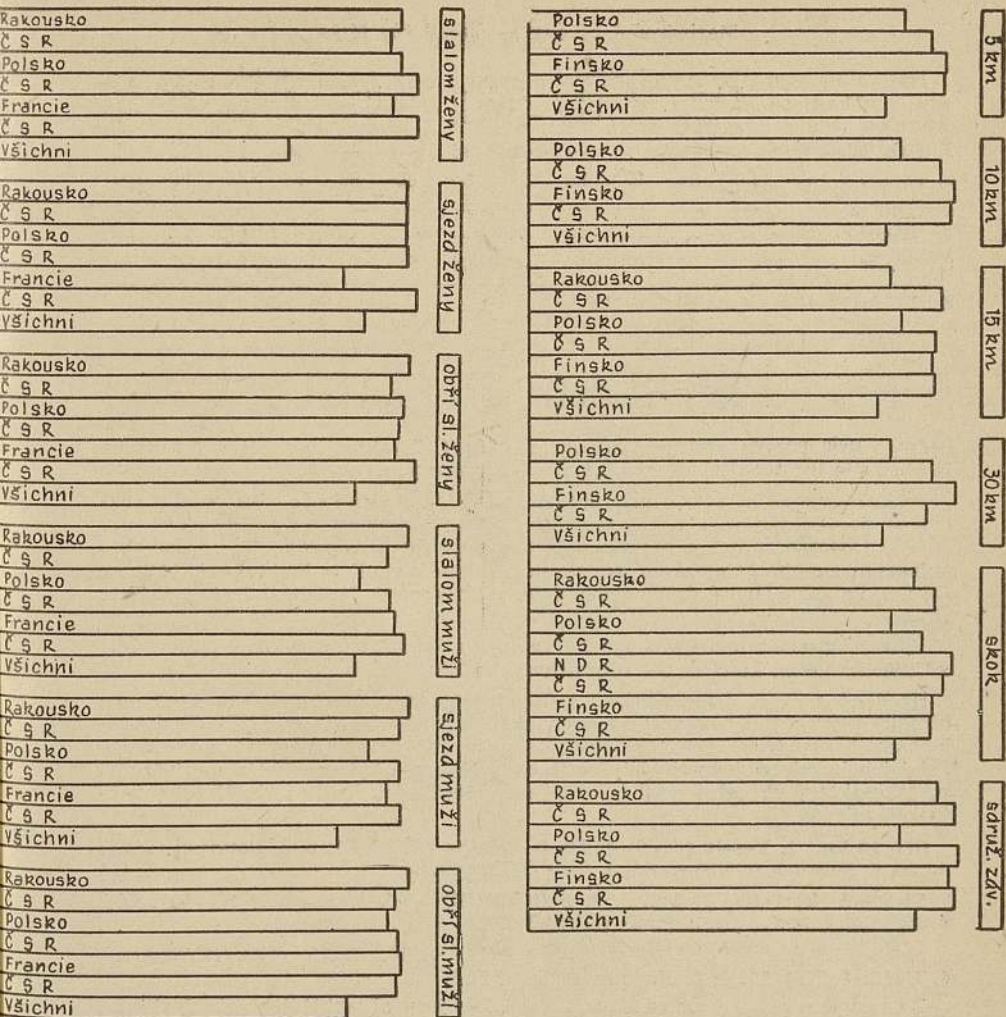 Rakousko
Č S R
Polsko
Č S R
Francie
Č S R
Všichni
slalom ženy
Rakousko
Č S R
Polsko
Č S R
Francie
Č S R
Všichni
sjezd ženy
Rakousko
Č S R
Polsko
Č S R
Francie
Č S R
Všichni
obří sl. ženy
Rakousko
Č S R
Polsko
Č S R
Francie
Č S R
Všichni
slalom muži
Rakousko
Č S R
Polsko
Č S R
Francie
Č S R
Všichni
sjezd muži
Rakousko
Č S R
Polsko
Č S R
Francie
Č S R
Všichni
obří sl. muži
Polsko
Č S R
Finsko
Č S R
Všichni
5 km
Polsko
Č S R
Finsko
Č S R
Všichni
10 km
Rakousko
Č S R
Polsko
Č S R
Finsko
Č S R
Všichni
15 km
Polsko
Č S R
Finsko
Č S R
Všichni
30 km
Rakousko
Č S R
Polsko
Č S R
N D R
Č S R
Finsko
Č S R
Všichni
skok
Rakousko
Č S R
Polsko
Č S R
Finsko
Č S R
Všichni
sdruž. záv.